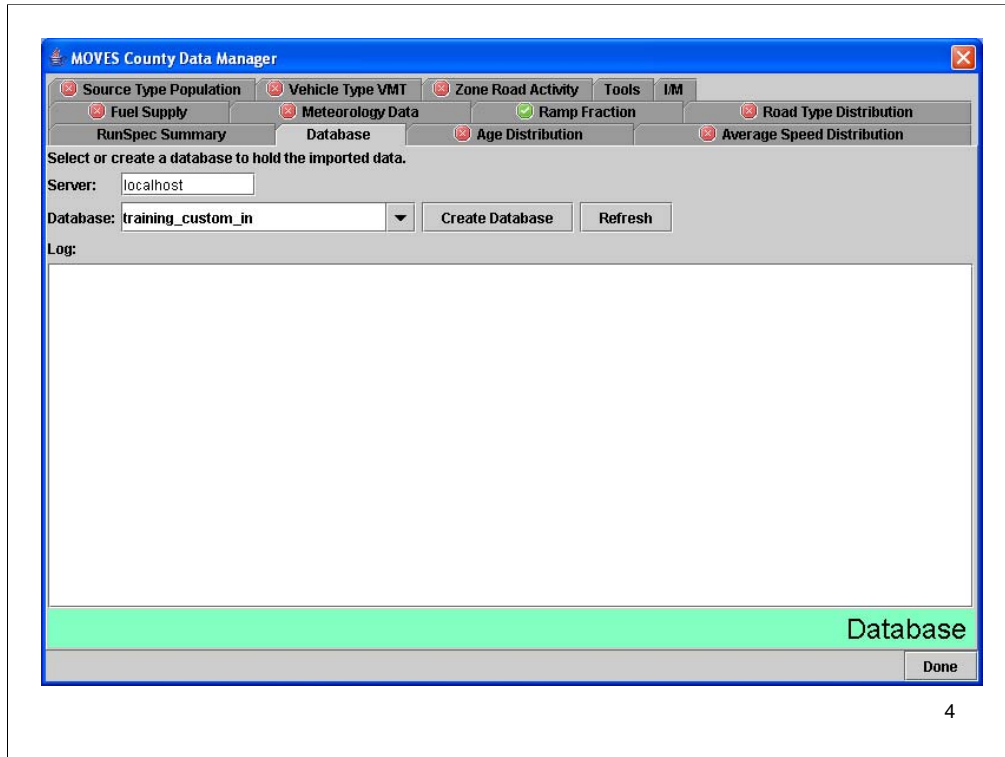 MOVES County Data Manager
Source Type Population Vehicle Type VMT Zone Road Activity Tools I/M
Fuel Supply Meteorology Data Ramp Fraction Road Type Distribution
RunSpec Summary Database Age Distribution Average Speed Distribution
Select or create a database to hold the imported data.
Server: localhost
Database: training_custom_in Create Database Refresh
Log:
Database
Done
4